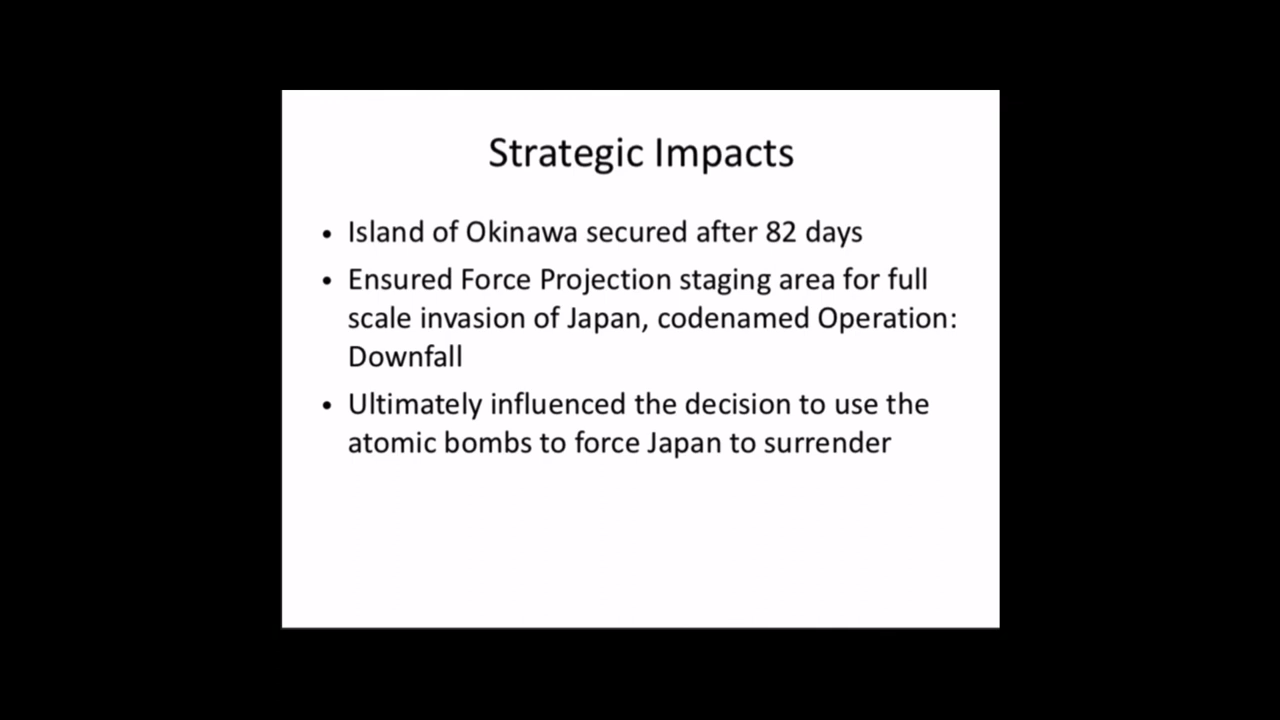 Strategic Impacts
• Island of Okinawa secured after 82 days
• Ensured Force Projection staging area for full
scale invasion of Japan, codenamed Operation:
Downfall
• Ultimately influenced the decision to use the
atomic bombs to force Japan to surrender